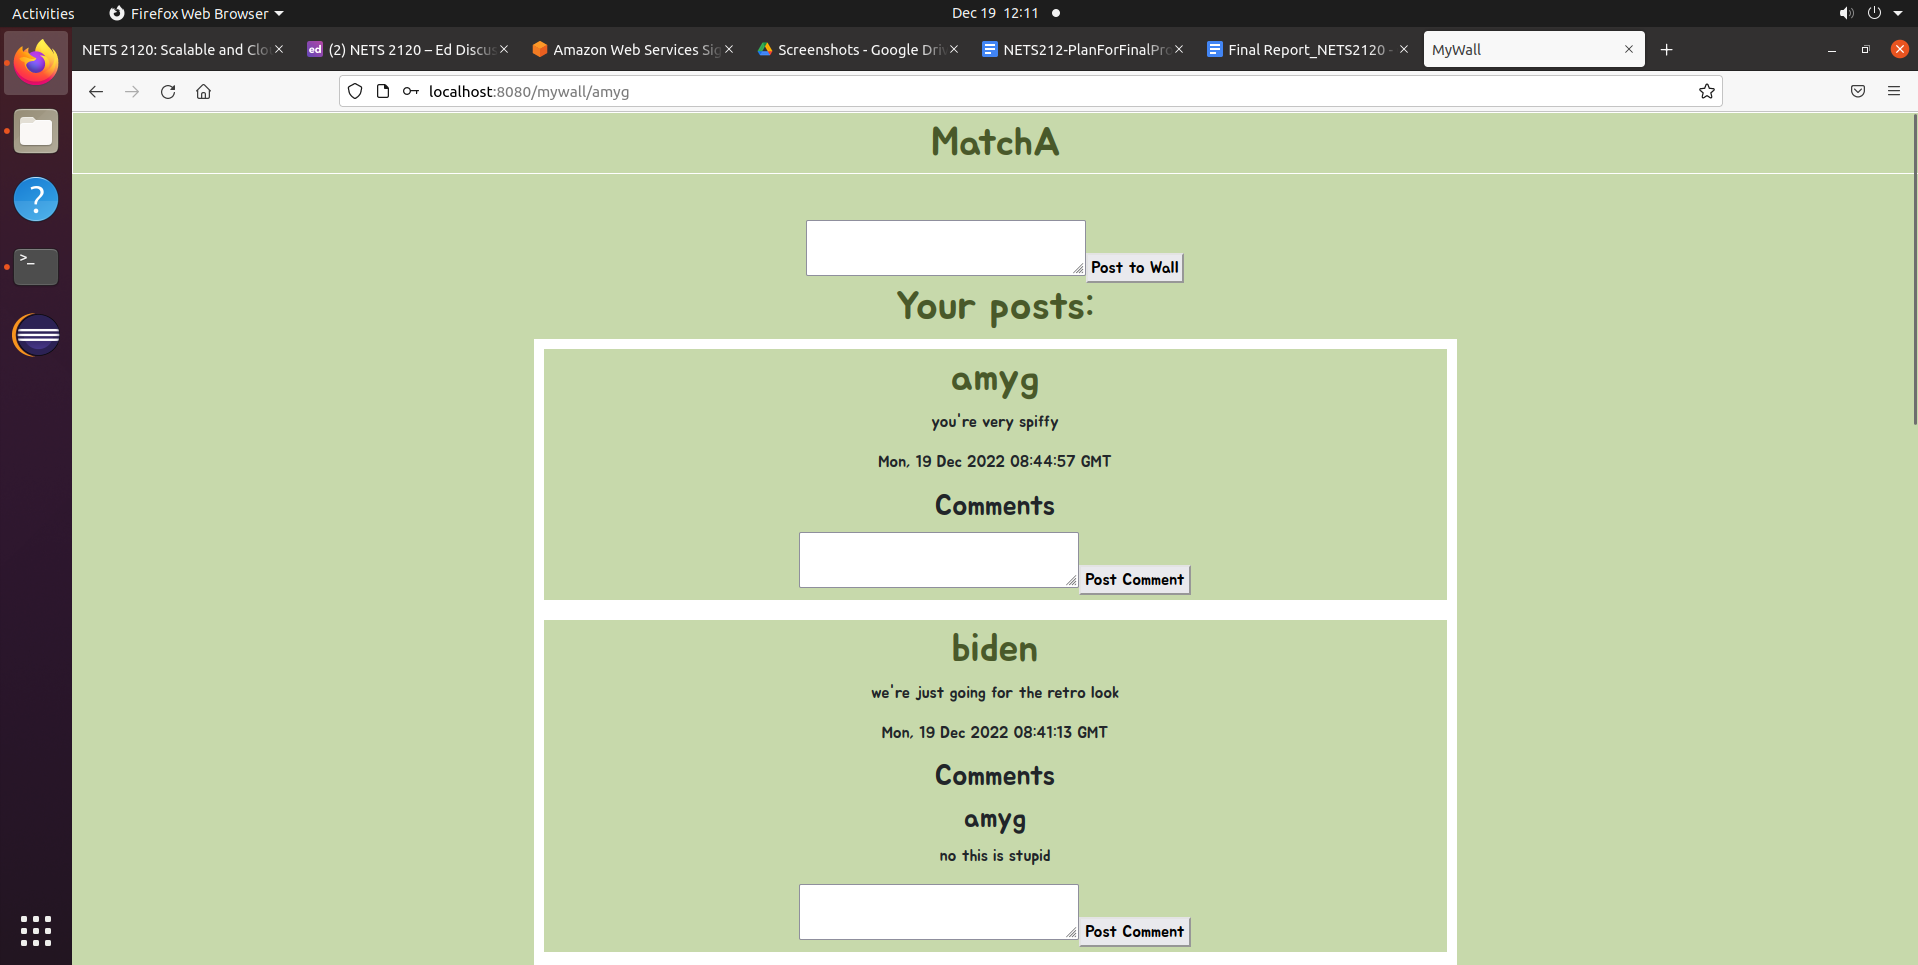 Activities Firefox Web Browser Dec 19 12:11
NETS 2120: Scalable and Clo ed (2) NETS 2120 – Ed Discus Amazon Web Services Sig Screenshots - Google Driv NETS212-PlanForFinalPro Final Report_NETS2120 - MyWall
localhost:8080/mywall/amyg
MatchA
Post to Wall
Your posts:
amyg
you're very spiffy
Mon, 19 Dec 2022 08:44:57 GMT
Comments
Post Comment
biden
we're just going for the retro look
Mon, 19 Dec 2022 08:41:13 GMT
Comments
amyg
no this is stupid
Post Comment